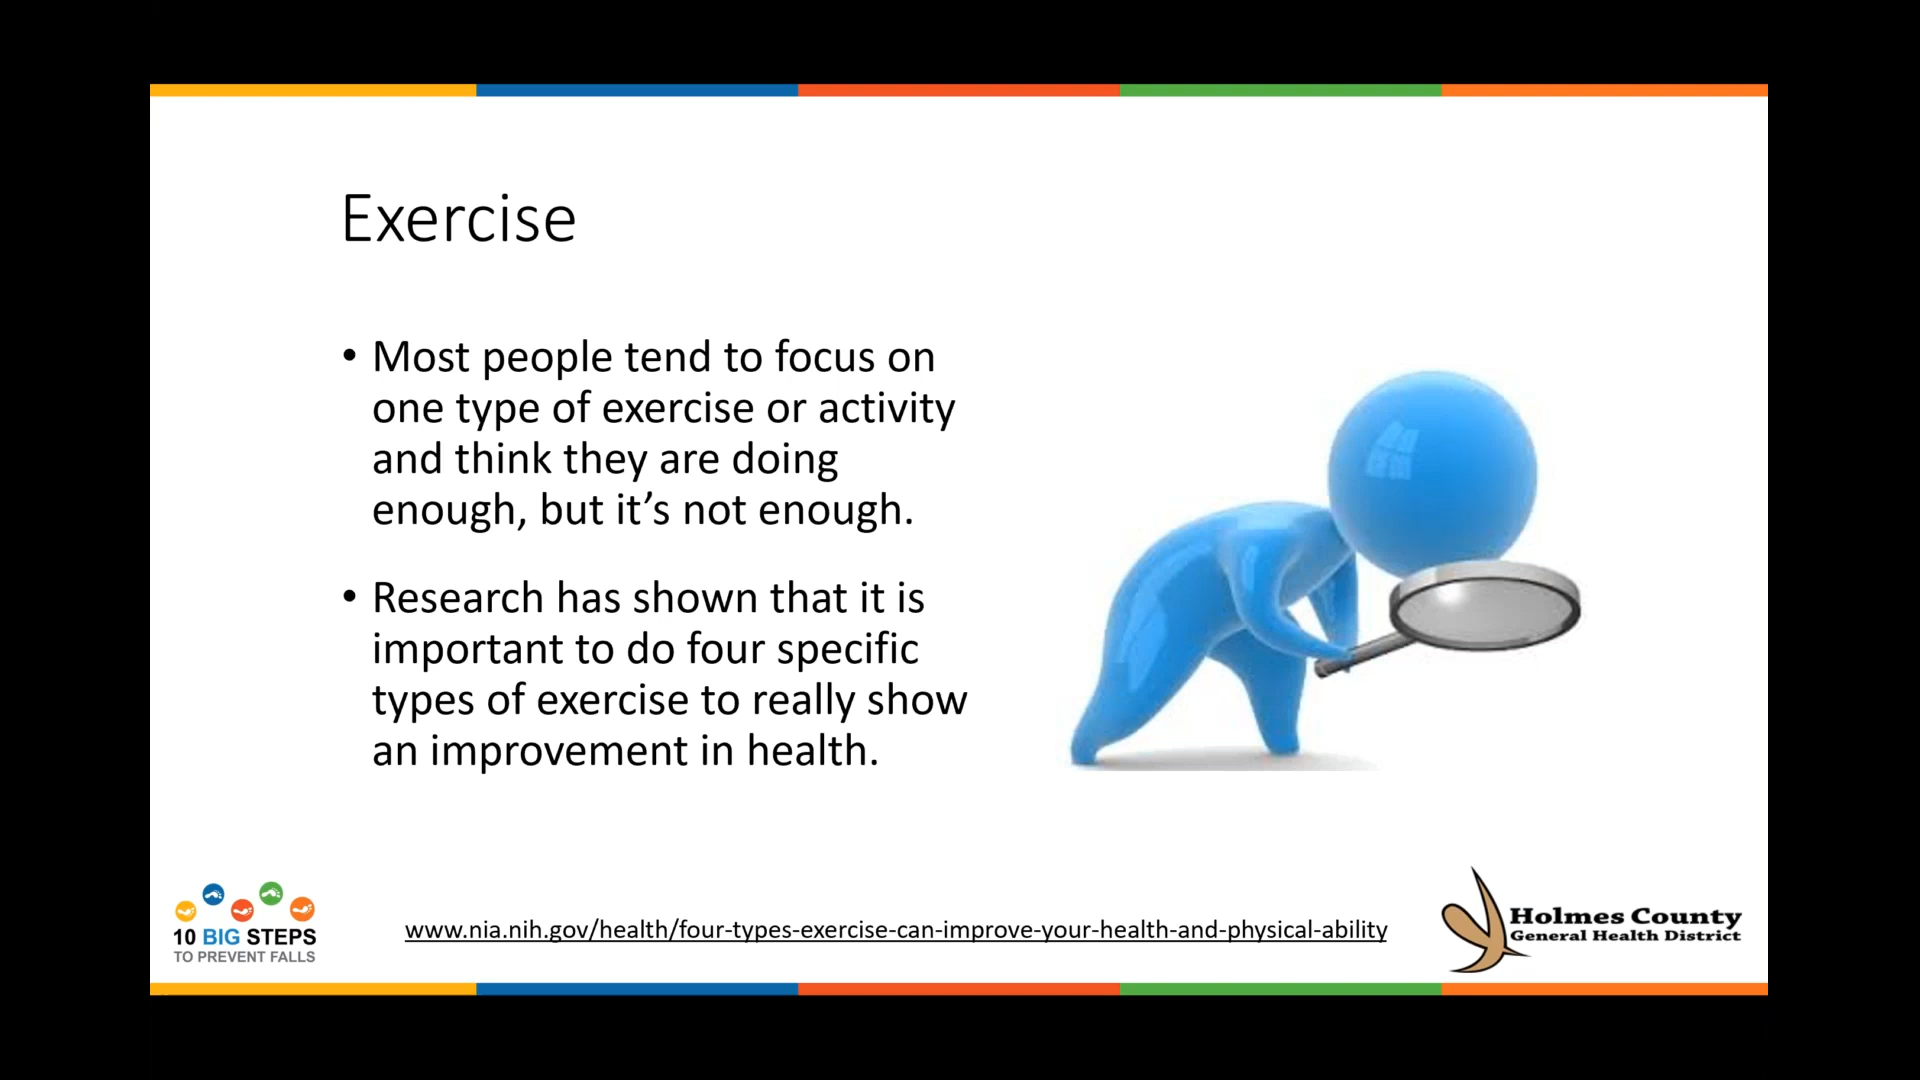 Exercise
• Most people tend to focus on
one type of exercise or activity
and think they are doing
enough, but it’s not enough.
• Research has shown that it is
important to do four specific
types of exercise to really show
an improvement in health.
10 BIG STEPS
TO PREVENT FALLS
www.nia.nih.gov/health/four-types-exercise-can-improve-your-health-and-physical-ability
Holmes County
General Health District